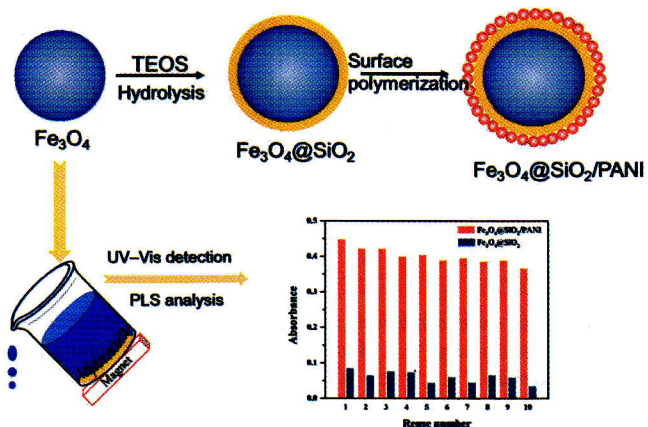 TEOS
Hydrolysis
Surface
polymerization
Fe₃O₄
Fe₃O₄@SiO₂
Fe₃O₄@SiO₂/PANI
UV–Vis detection
PLS analysis
Magnet
Fe₃O₄@SiO₂/PANI
Fe₃O₄@SiO₂
Absorbance
0.5
0.4
0.3
0.2
0.1
0.0
1 2 3 4 5 6 7 8 9 10
Reuse number